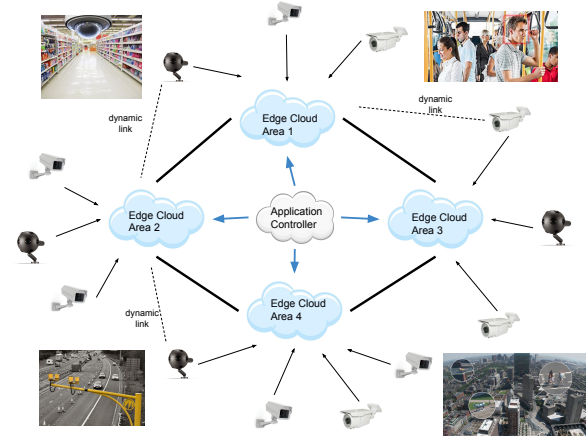 dynamic
link
dynamic
link
Edge Cloud
Area 1
Edge Cloud
Area 2
Application
Controller
Edge Cloud
Area 3
Edge Cloud
Area 4
dynamic
link